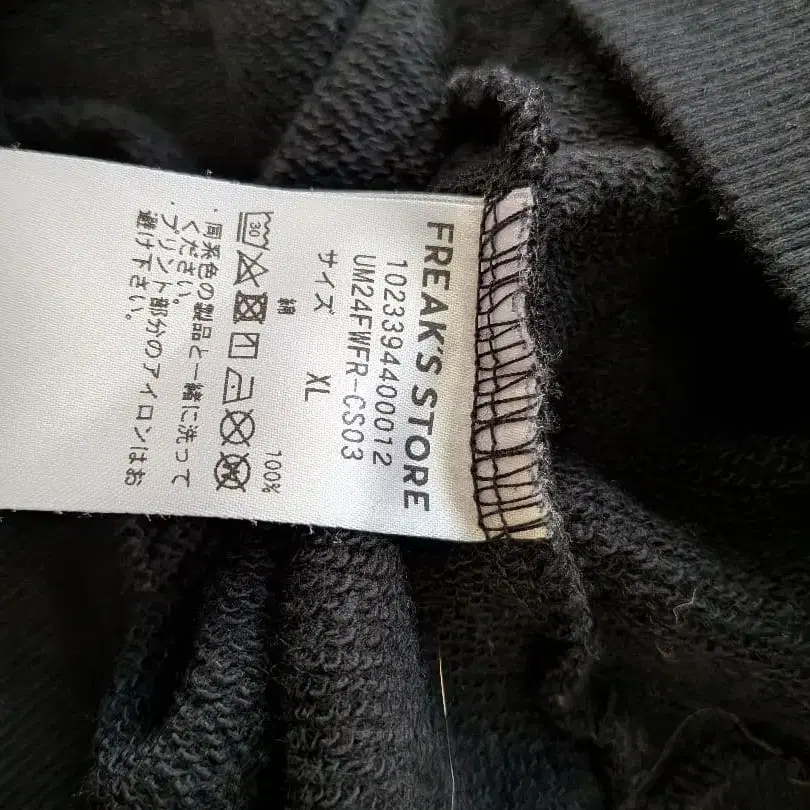 FREAK'S STORE
1023394400012
UM24FWFR-CS03
サイズ XL
綿 100%
30
・同系色の製品と一緒に洗って
ください。
・プリント部分のアイロンはお
避け下さい。